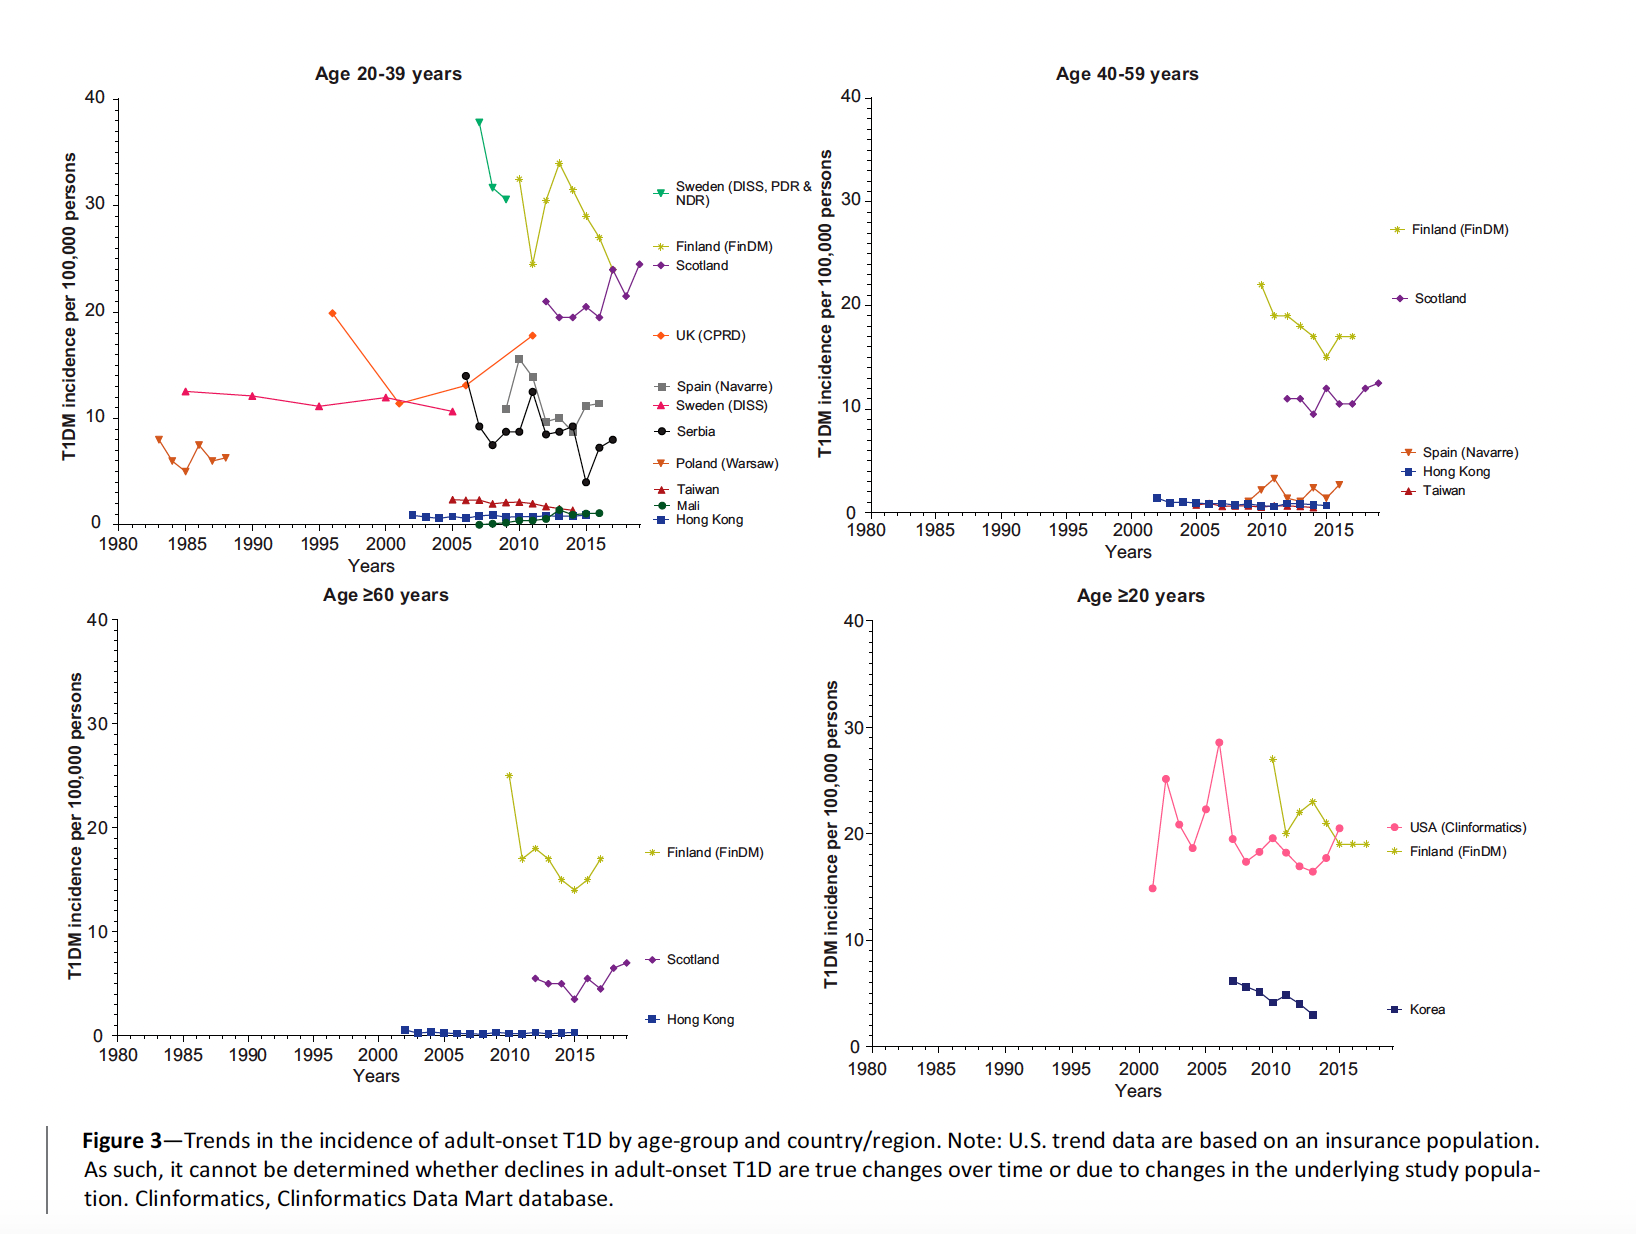 Age 20-39 years
40
30
20
10
0
T1DM incidence per 100,000 persons
1980 1985 1990 1995 2000 2005 2010 2015
Years
Sweden (DISS, PDR &
NDR)
Finland (FinDM)
Scotland
UK (CPRD)
Spain (Navarre)
Sweden (DISS)
Serbia
Poland (Warsaw)
Taiwan
Mali
Hong Kong
Age 40-59 years
40
30
20
10
0
T1DM incidence per 100,000 persons
1980 1985 1990 1995 2000 2005 2010 2015
Years
Finland (FinDM)
Scotland
Spain (Navarre)
Hong Kong
Taiwan
Age ≥60 years
40
30
20
10
0
T1DM incidence per 100,000 persons
1980 1985 1990 1995 2000 2005 2010 2015
Years
Finland (FinDM)
Scotland
Hong Kong
Age ≥20 years
40
30
20
10
0
T1DM incidence per 100,000 persons
1980 1985 1990 1995 2000 2005 2010 2015
Years
USA (Clinformatics)
Finland (FinDM)
Korea
Figure 3—Trends in the incidence of adult-onset T1D by age-group and country/region. Note: U.S. trend data are based on an insurance population.
As such, it cannot be determined whether declines in adult-onset T1D are true changes over time or due to changes in the underlying study popula-
tion. Clinformatics, Clinformatics Data Mart database.